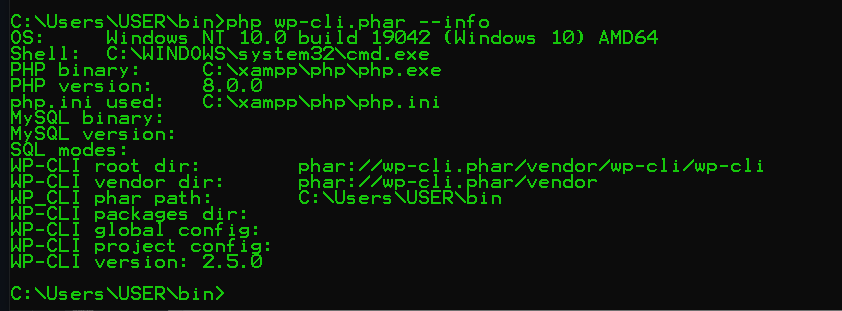 C:\Users\USER\bin>php wp-cli.phar --info
OS:     Windows NT 10.0 build 19042 (Windows 10) AMD64
Shell:  C:\WINDOWS\system32\cmd.exe
PHP binary:     C:\xampp\php\php.exe
PHP version:    8.0.0
php.ini used:   C:\xampp\php\php.ini
MySQL binary:
MySQL version:
SQL modes:
WP-CLI root dir:        phar://wp-cli.phar/vendor/wp-cli/wp-cli
WP-CLI vendor dir:      phar://wp-cli.phar/vendor
WP_CLI phar path:       C:\Users\USER\bin
WP-CLI packages dir:
WP-CLI global config:
WP-CLI project config:
WP-CLI version: 2.5.0
C:\Users\USER\bin>